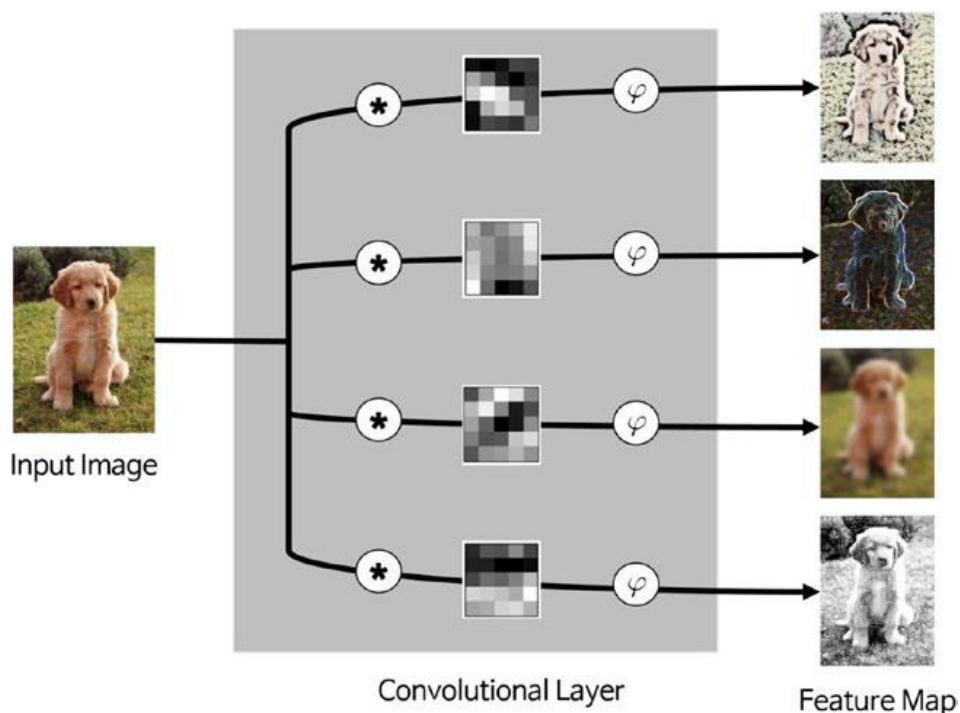 *
φ
*
φ
*
φ
*
φ
Input Image
Convolutional Layer
Feature Map